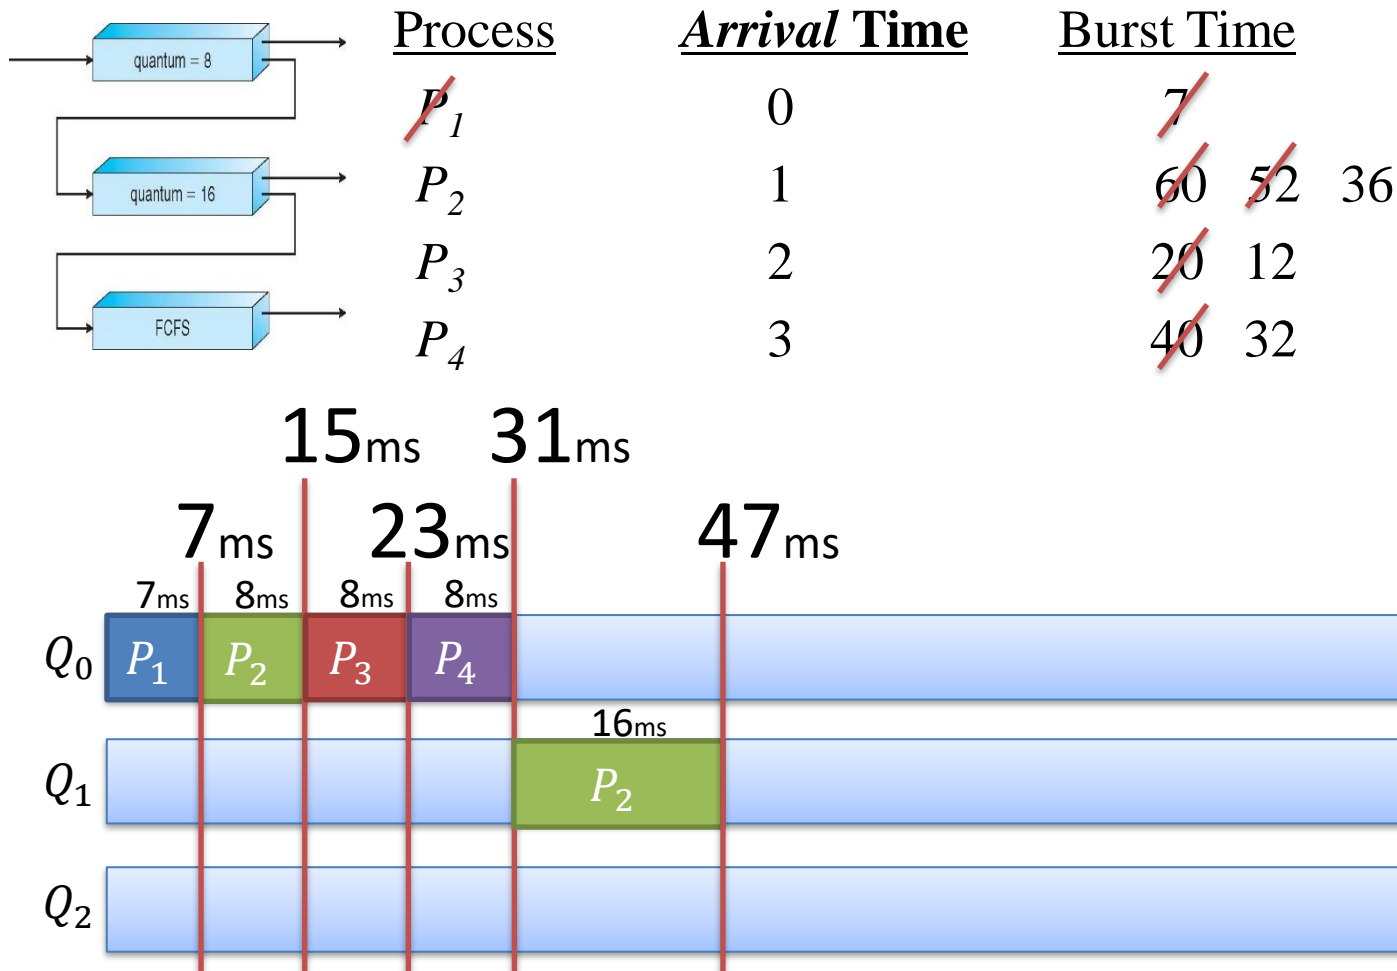 Process Arrival Time Burst Time
quantum = 8
P1 0 7
quantum = 16
P2 1 60 52 36
P3 2 20 12
FCFS
P4 3 40 32
15ms 31ms
7ms 23ms 47ms
7ms 8ms 8ms 8ms
Q0 P1 P2 P3 P4
16ms
Q1 P2
Q2